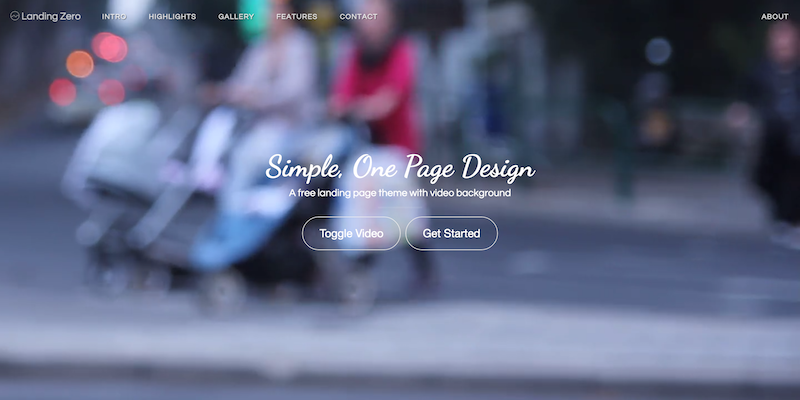 Landing Zero INTRO HIGHLIGHTS GALLERY FEATURES CONTACT ABOUT
Simple, One Page Design
A free landing page theme with video background
Toggle Video Get Started